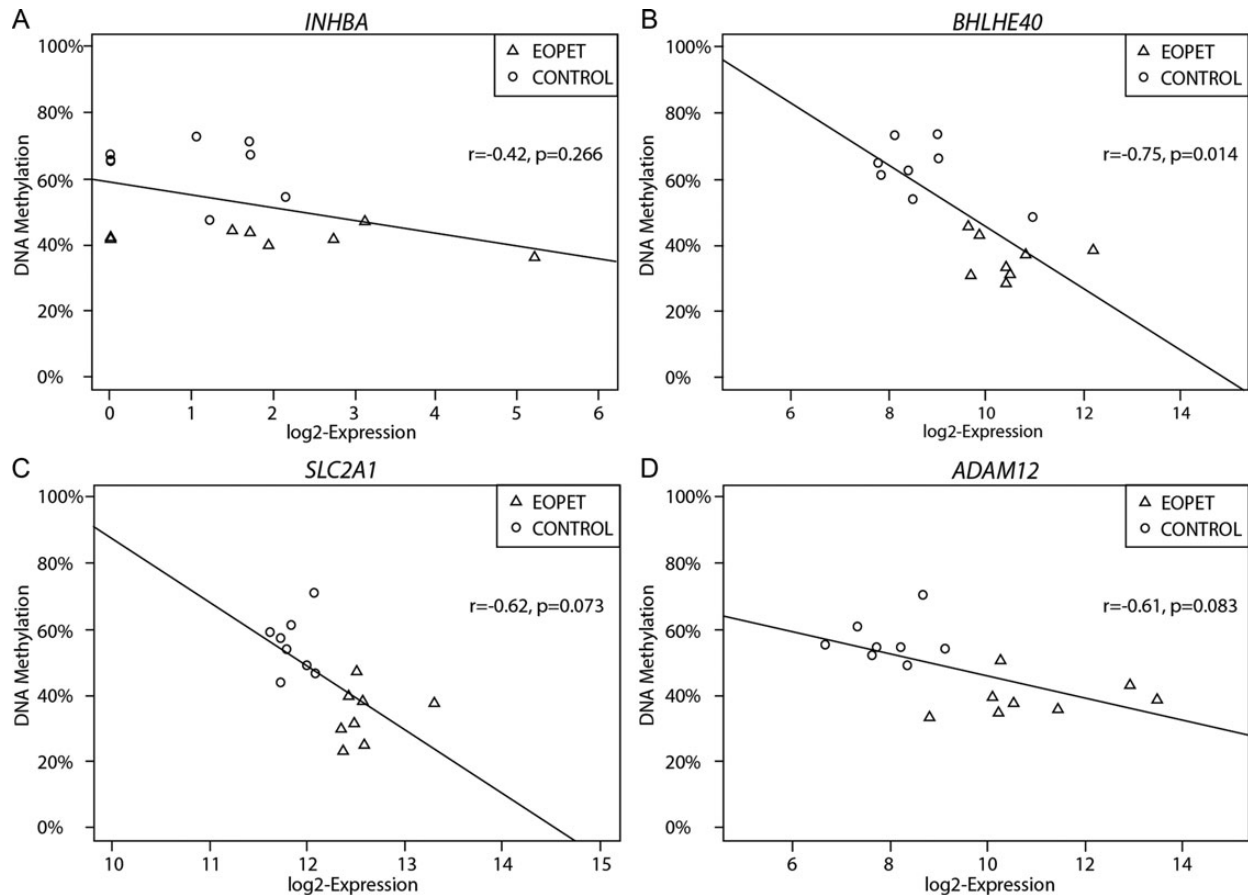 A
INHBA
100%
80%
60%
40%
20%
0%
DNA Methylation
△ EOPET
○ CONTROL
r=-0.42, p=0.266
0 1 2 3 4 5 6
log2-Expression
B
BHLHE40
100%
80%
60%
40%
20%
0%
DNA Methylation
△ EOPET
○ CONTROL
r=-0.75, p=0.014
6 8 10 12 14
log2-Expression
C
SLC2A1
100%
80%
60%
40%
20%
0%
DNA Methylation
△ EOPET
○ CONTROL
r=-0.62, p=0.073
10 11 12 13 14 15
log2-Expression
D
ADAM12
100%
80%
60%
40%
20%
0%
DNA Methylation
△ EOPET
○ CONTROL
r=-0.61, p=0.083
6 8 10 12 14
log2-Expression